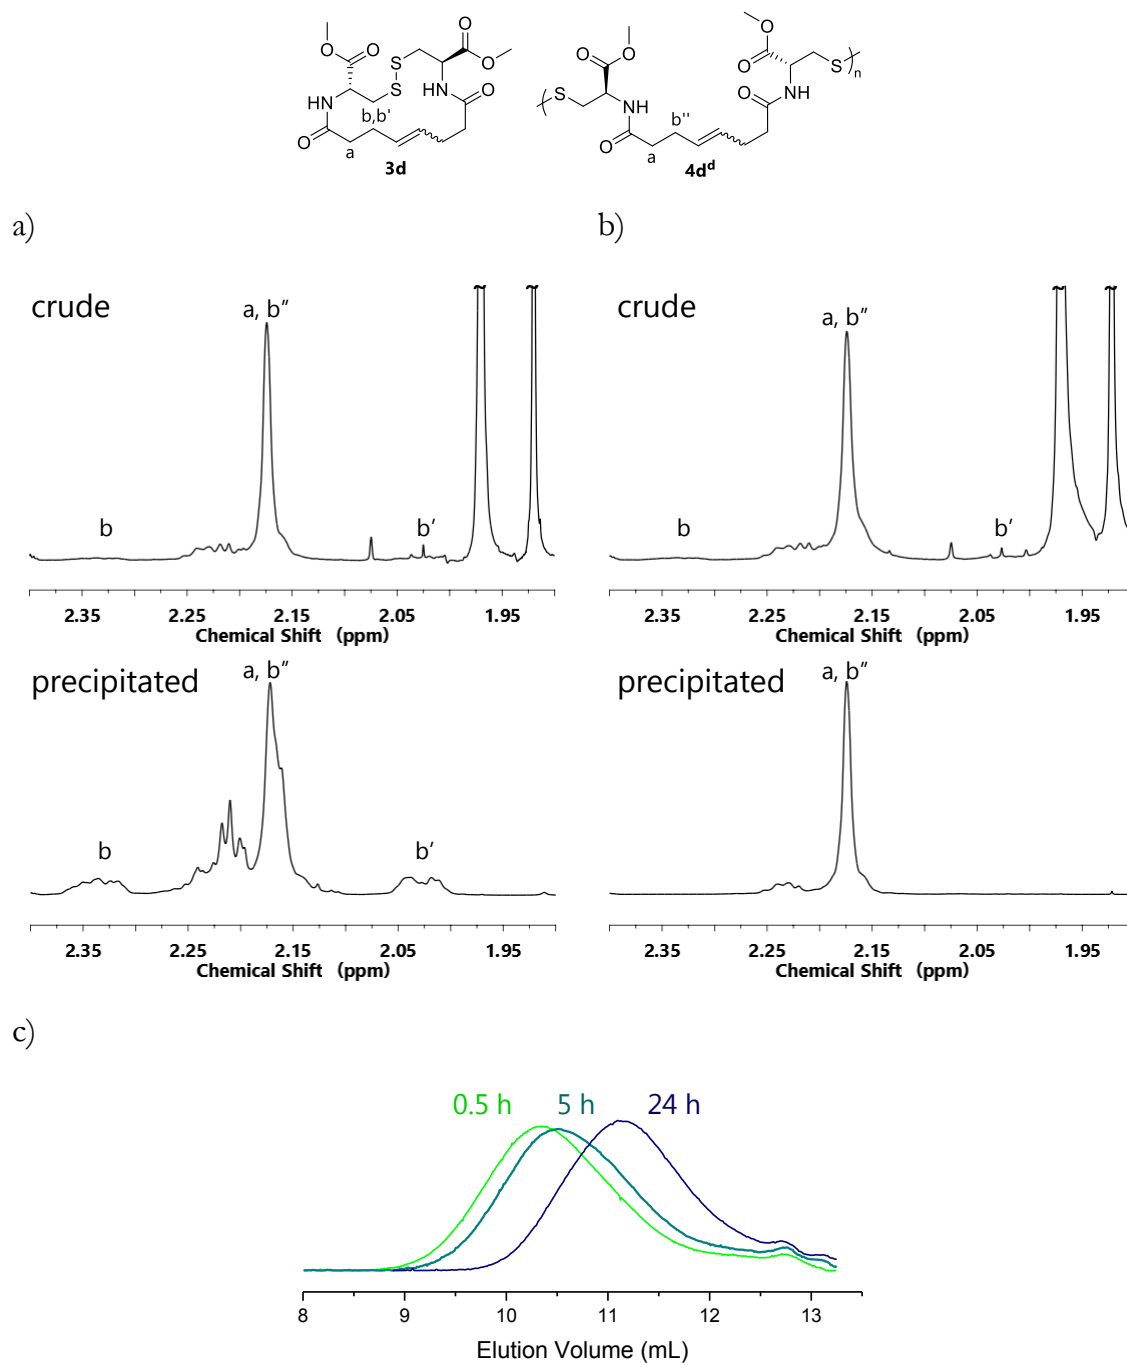 O
O
O
O
O
S
S
HN
HN
b,b'
O
O
a
3d
O
O
O
O
S
S
n
NH
HN
O
O
b''
a
4dᵈ
a)
b)
crude
a, b″
b
b′
2.35 2.25 2.15 2.05 1.95
Chemical Shift (ppm)
crude
a, b″
b
b′
2.35 2.25 2.15 2.05 1.95
Chemical Shift (ppm)
precipitated
a, b″
b
b′
2.35 2.25 2.15 2.05 1.95
Chemical Shift (ppm)
precipitated
a, b″
2.35 2.25 2.15 2.05 1.95
Chemical Shift (ppm)
c)
0.5 h 5 h 24 h
8 9 10 11 12 13
Elution Volume (mL)